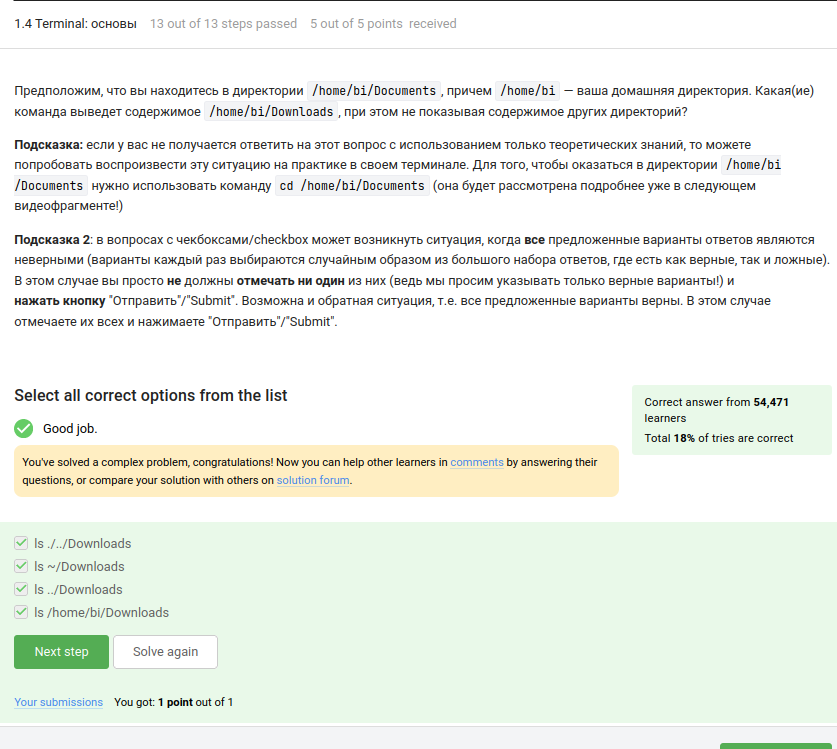 1.4 Terminal: основы 13 out of 13 steps passed 5 out of 5 points received
Предположим, что вы находитесь в директории /home/bi/Documents , причем /home/bi — ваша домашняя директория. Какая(ие)
команда выведет содержимое /home/bi/Downloads , при этом не показывая содержимое других директорий?
Подсказка: если у вас не получается ответить на этот вопрос с использованием только теоретических знаний, то можете
попробовать воспроизвести эту ситуацию на практике в своем терминале. Для того, чтобы оказаться в директории /home/bi
/Documents нужно использовать команду cd /home/bi/Documents (она будет рассмотрена подробнее уже в следующем
видеофрагменте!)
Подсказка 2: в вопросах с чекбоксами/checkbox может возникнуть ситуация, когда все предложенные варианты ответов являются
неверными (варианты каждый раз выбираются случайным образом из большого набора ответов, где есть как верные, так и ложные).
В этом случае вы просто не должны отмечать ни один из них (ведь мы просим указывать только верные варианты!) и
нажать кнопку "Отправить"/"Submit". Возможна и обратная ситуация, т.е. все предложенные варианты верны. В этом случае
отмечаете их всех и нажимаете "Отправить"/"Submit".
Select all correct options from the list
Good job.
You've solved a complex problem, congratulations! Now you can help other learners in comments by answering their
questions, or compare your solution with others on solution forum.
Correct answer from 54,471
learners
Total 18% of tries are correct
ls ./../Downloads
ls ~/Downloads
ls ../Downloads
ls /home/bi/Downloads
Next step Solve again
Your submissions You got: 1 point out of 1